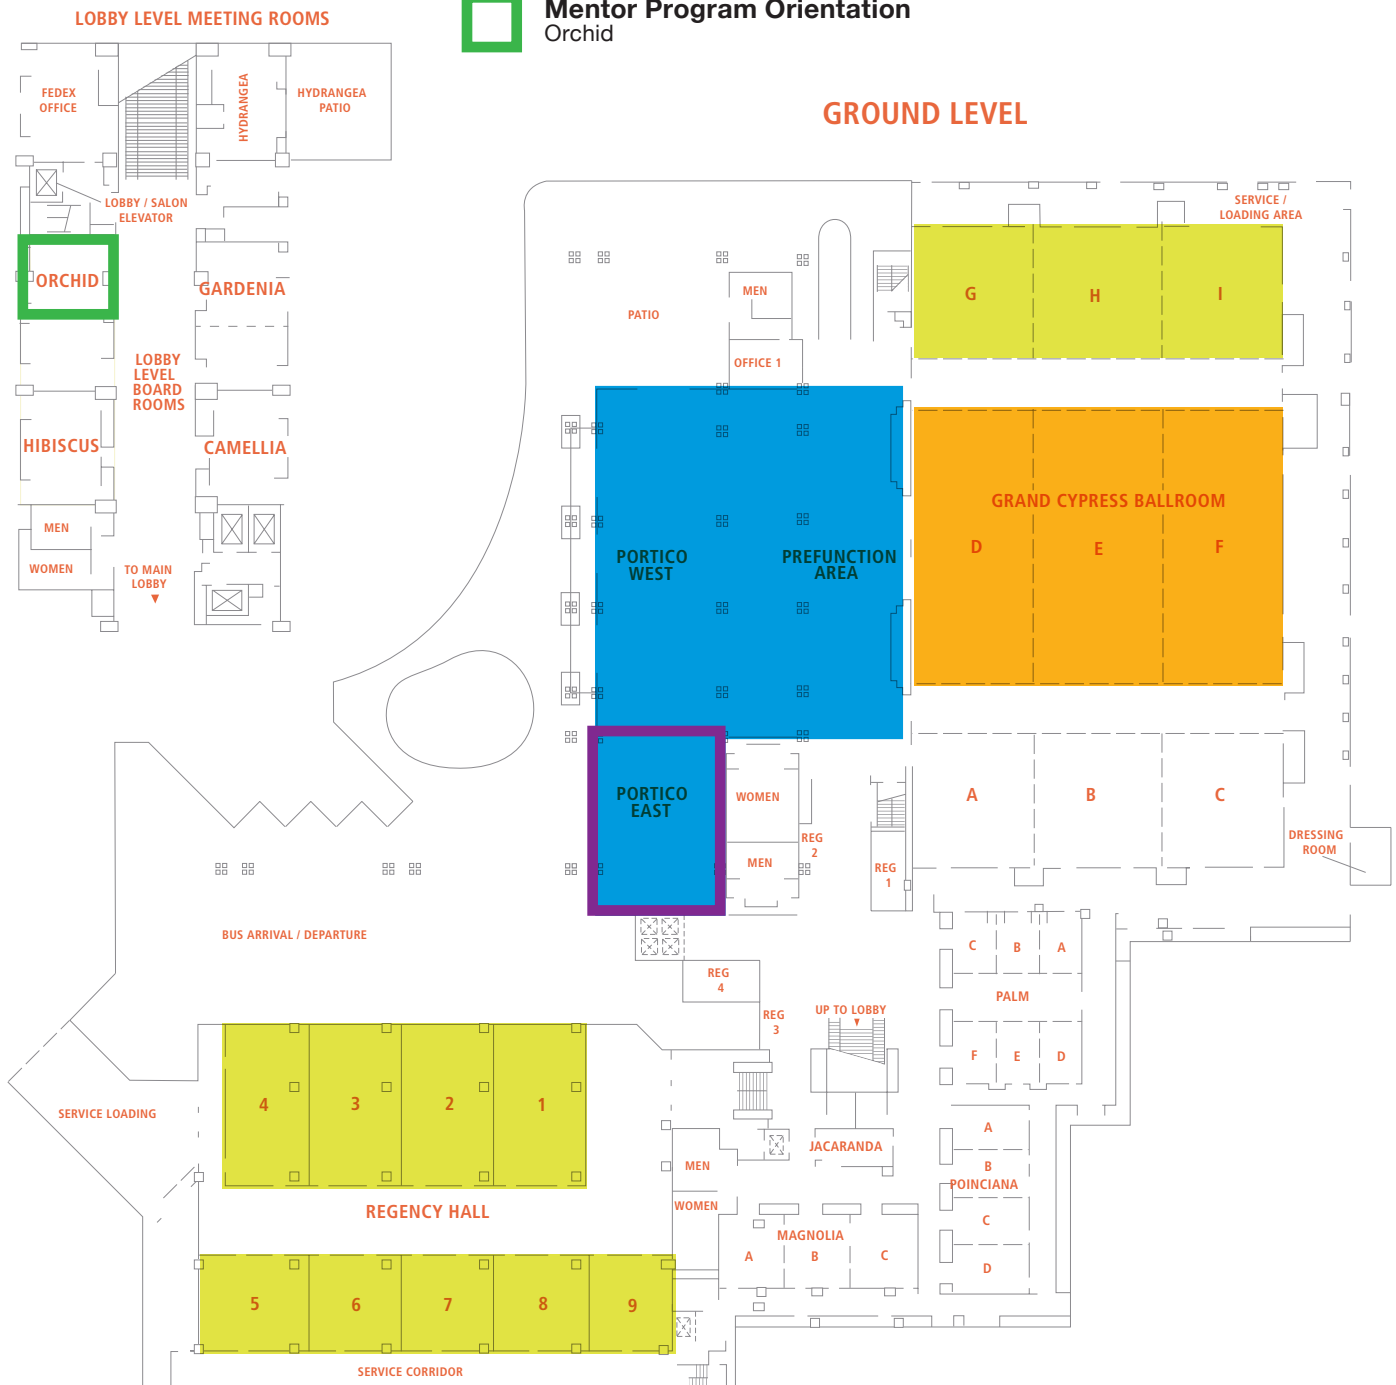 LOBBY LEVEL MEETING ROOMS
Mentor Program Orientation
Orchid
FEDEX
OFFICE
HYDRANGEA
HYDRANGEA
PATIO
LOBBY / SALON
ELEVATOR
ORCHID
GARDENIA
LOBBY
LEVEL
BOARD
ROOMS
HIBISCUS
CAMELLIA
MEN
WOMEN
TO MAIN
LOBBY
GROUND LEVEL
SERVICE /
LOADING AREA
PATIO
MEN
OFFICE 1
G
H
I
GRAND CYPRESS BALLROOM
D
E
F
PORTICO
WEST
PREFUNCTION
AREA
PORTICO
EAST
WOMEN
MEN
REG
2
REG
1
A
B
C
DRESSING
ROOM
BUS ARRIVAL / DEPARTURE
REG
4
REG
3
UP TO LOBBY
C
B
A
PALM
F
E
D
SERVICE LOADING
4
3
2
1
REGENCY HALL
5
6
7
8
9
SERVICE CORRIDOR
MEN
WOMEN
JACARANDA
MAGNOLIA
A
B
C
A
B
POINCIANA
C
D